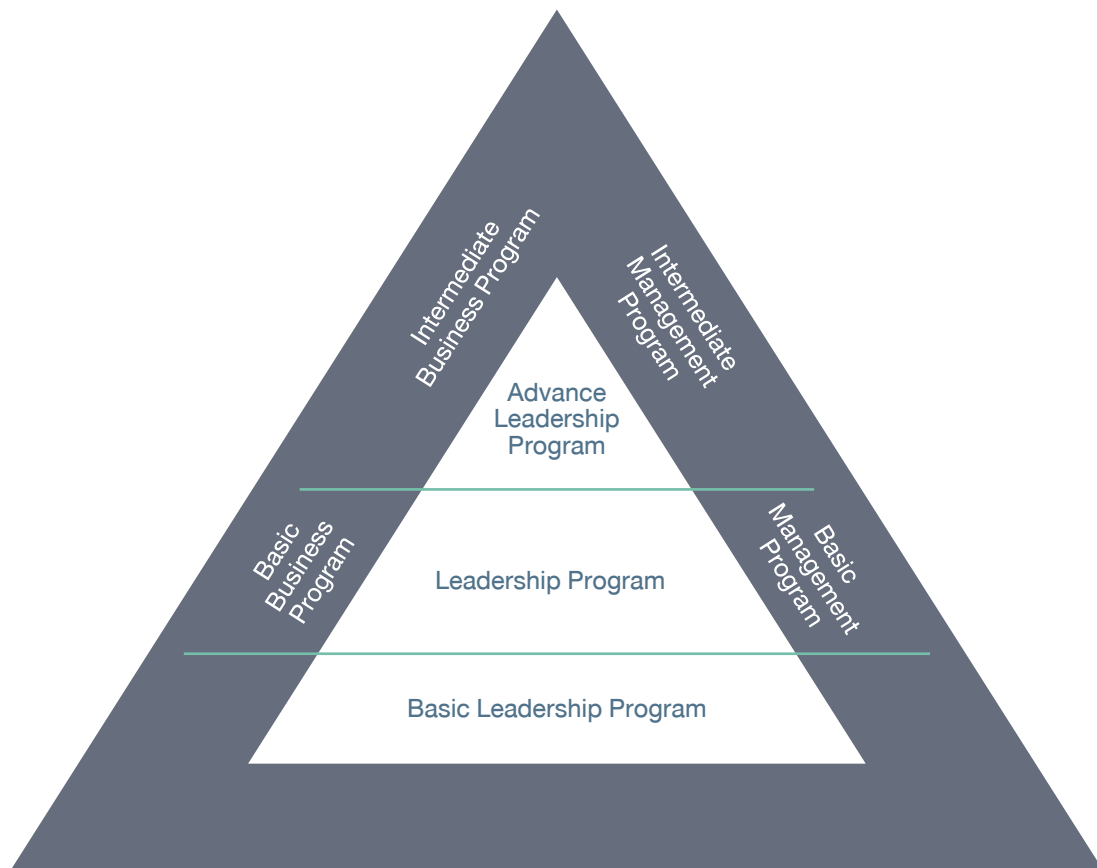 Intermediate
Business Program
Intermediate
Management
Program
Advance
Leadership
Program
Basic
Business
Program
Leadership Program
Basic
Management
Program
Basic Leadership Program